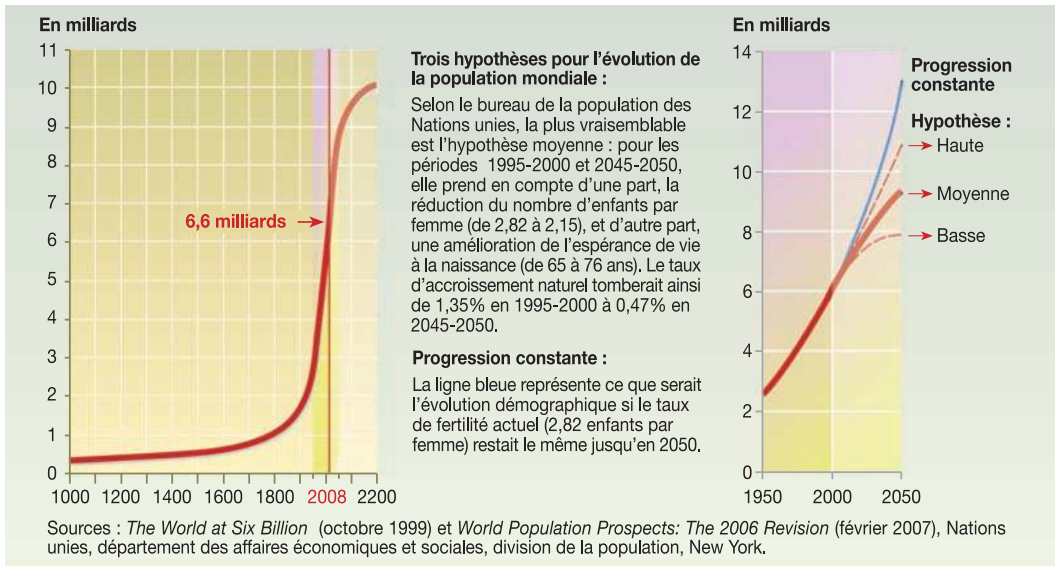 En milliards
11
10
9
8
7
6
5
4
3
2
1
0
6,6 milliards
1000 1200 1400 1600 1800 2008 2200
Trois hypothèses pour l'évolution de
la population mondiale :
Selon le bureau de la population des
Nations unies, la plus vraisemblable
est l'hypothèse moyenne : pour les
périodes 1995-2000 et 2045-2050,
elle prend en compte d'une part, la
réduction du nombre d'enfants par
femme (de 2,82 à 2,15), et d'autre part,
une amélioration de l'espérance de vie
à la naissance (de 65 à 76 ans). Le taux
d'accroissement naturel tomberait ainsi
de 1,35% en 1995-2000 à 0,47% en
2045-2050.
Progression constante :
La ligne bleue représente ce que serait
l'évolution démographique si le taux
de fertilité actuel (2,82 enfants par
femme) restait le même jusqu'en 2050.
En milliards
14
12
10
8
6
4
2
0
1950 2000 2050
Progression
constante
Hypothèse :
Haute
Moyenne
Basse
Sources : The World at Six Billion (octobre 1999) et World Population Prospects: The 2006 Revision (février 2007), Nations
unies, département des affaires économiques et sociales, division de la population, New York.